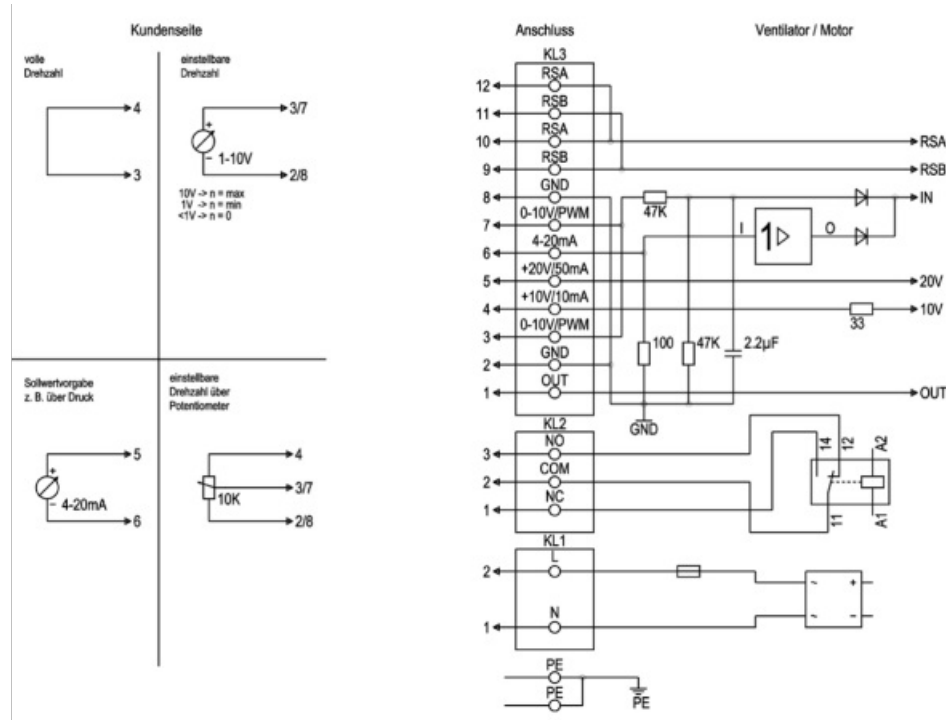 Kundenseite
volle
Drehzahl
4
3
einstellbare
Drehzahl
3/7
+
1-10V
–
2/8
10V -> n = max
1V -> n = min
<1V -> n = 0
Sollwertvorgabe
z. B. über Druck
5
+
4-20mA
–
6
einstellbare
Drehzahl über
Potentiometer
4
3/7
10K
2/8
Anschluss
Ventilator / Motor
KL3
RSA
12
RSB
11
RSA
10
RSA
RSB
9
RSB
GND
8
47K
IN
0-10V/PWM
7
I
1
O
4-20mA
6
+20V/50mA
5
20V
+10V/10mA
4
10V
33
0-10V/PWM
3
100
47K
2.2µF
GND
2
OUT
1
OUT
GND
KL2
NO
3
COM
2
NC
1
14
12
A2
11
A1
KL1
L
2
~
+
N
1
~
–
PE
PE
PE